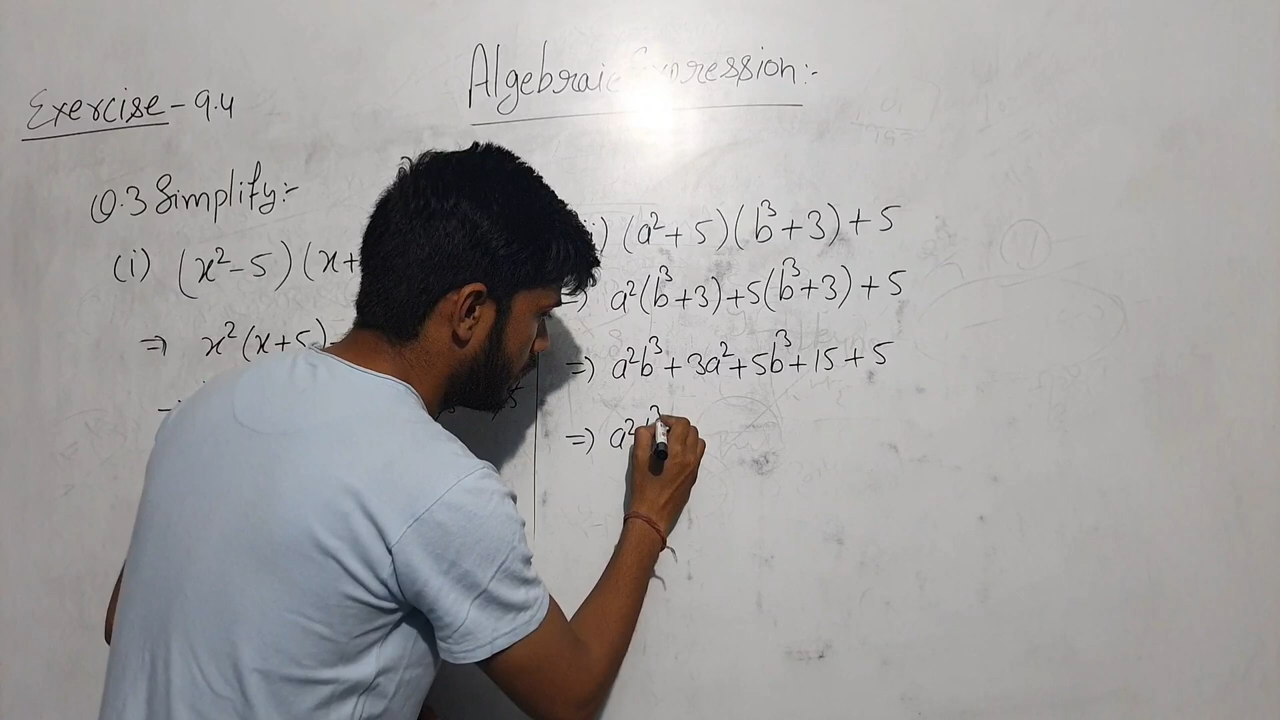 Algebraic Expression:-
Exercise - 9.4
Q.3 Simplify:-
(i) (x²-5)(x+
=> x²(x+5)
(a²+5)(b³+3)+5
a²(b³+3)+5(b³+3)+5
=> a²b³+3a²+5b³+15+5
=> a²